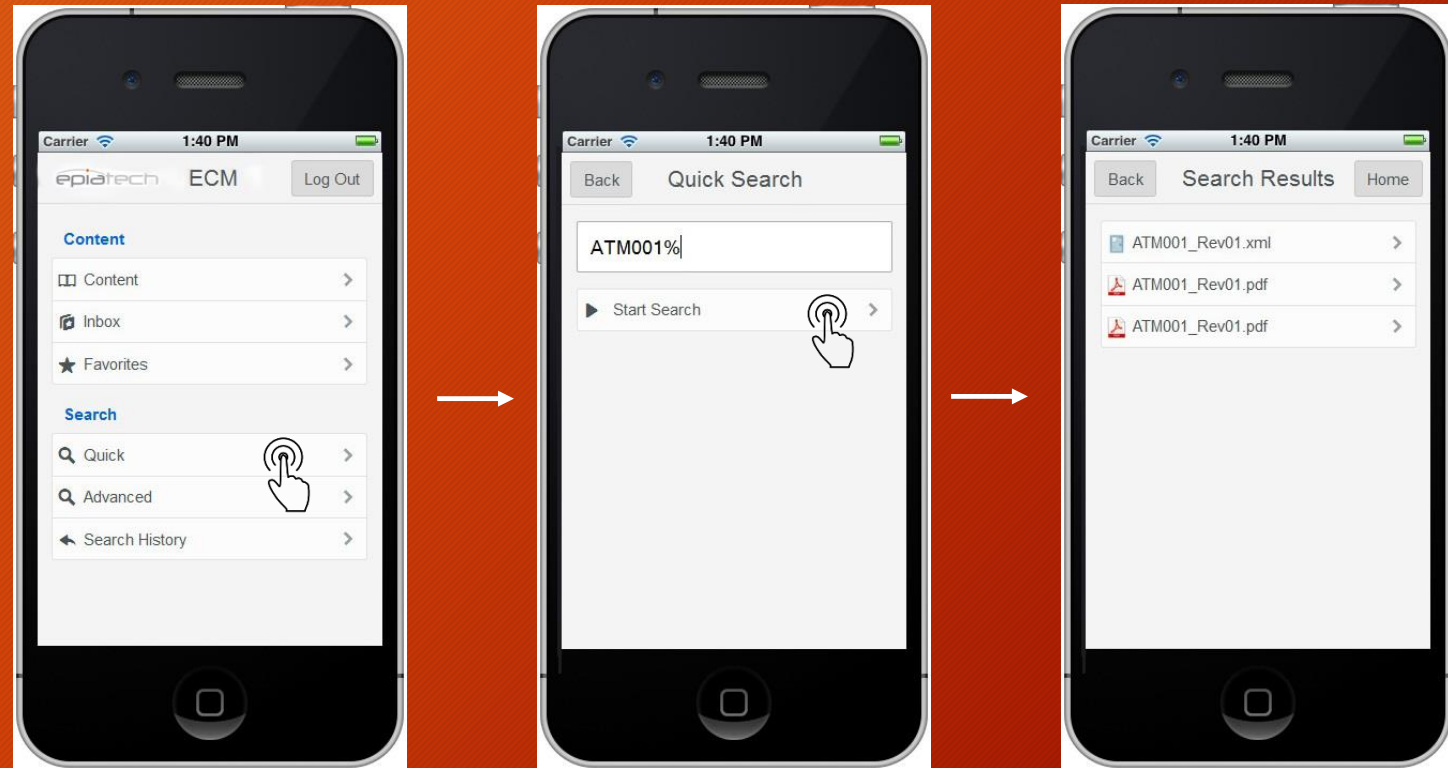 Carrier 1:40 PM
epiatech ECM Log Out
Content
Content
Inbox
Favorites
Search
Quick
Advanced
Search History
Carrier 1:40 PM
Back Quick Search
ATM001%
Start Search
Carrier 1:40 PM
Back Search Results Home
ATM001_Rev01.xml
ATM001_Rev01.pdf
ATM001_Rev01.pdf